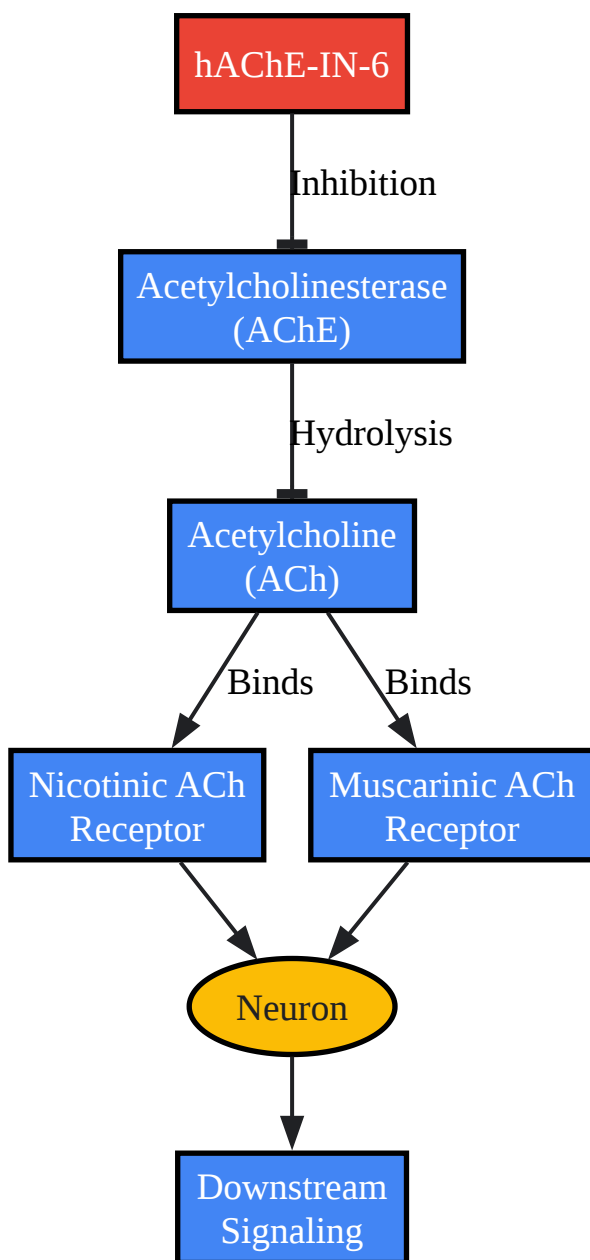 hAChE-IN-6
Inhibition
Acetylcholinesterase
(AChE)
Hydrolysis
Acetylcholine
(ACh)
Binds
Binds
Nicotinic ACh
Receptor
Muscarinic ACh
Receptor
Neuron
Downstream
Signaling